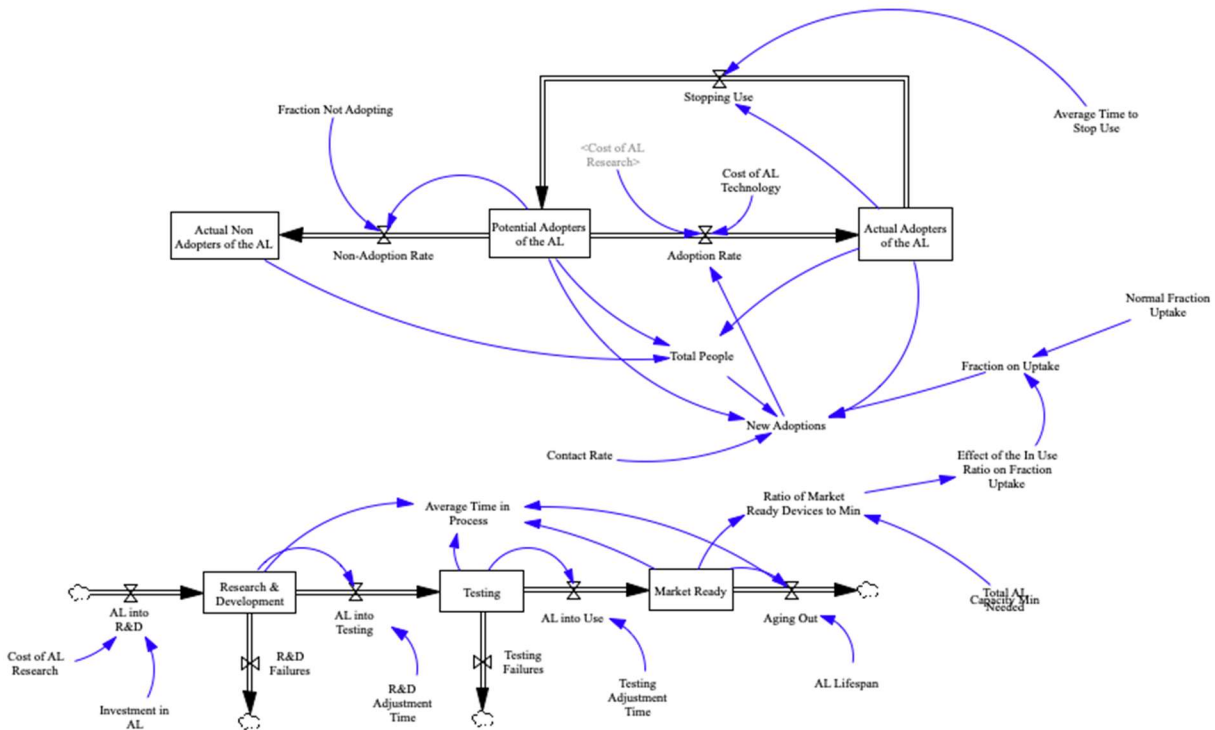 Stopping Use
Fraction Not Adopting
Average Time to
Stop Use
<Cost of AL
Research>
Cost of AL
Technology
Actual Non
Adopters of the AL
Potential Adopters
of the AL
Actual Adopters
of the AL
Non-Adoption Rate
Adoption Rate
Normal Fraction
Uptake
Total People
Fraction on Uptake
New Adoptions
Contact Rate
Effect of the In Use
Ratio on Fraction
Uptake
Average Time in
Process
Ratio of Market
Ready Devices to Min
Research &
Development
Testing
Market Ready
Total AL
Needed
Capacity Min
AL into
R&D
AL into
Testing
AL into Use
Aging Out
Cost of AL
Research
R&D
Failures
Testing
Failures
Investment in
AL
R&D
Adjustment
Time
Testing
Adjustment
Time
AL Lifespan